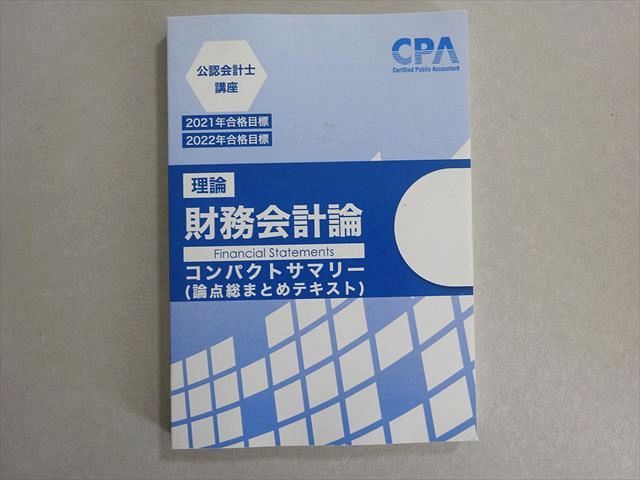 公認会計士
講座
CPA
Certified Public Accountant
2021年合格目標
2022年合格目標
理論
財務会計論
Financial Statements
コンパクトサマリー
(論点総まとめテキスト)